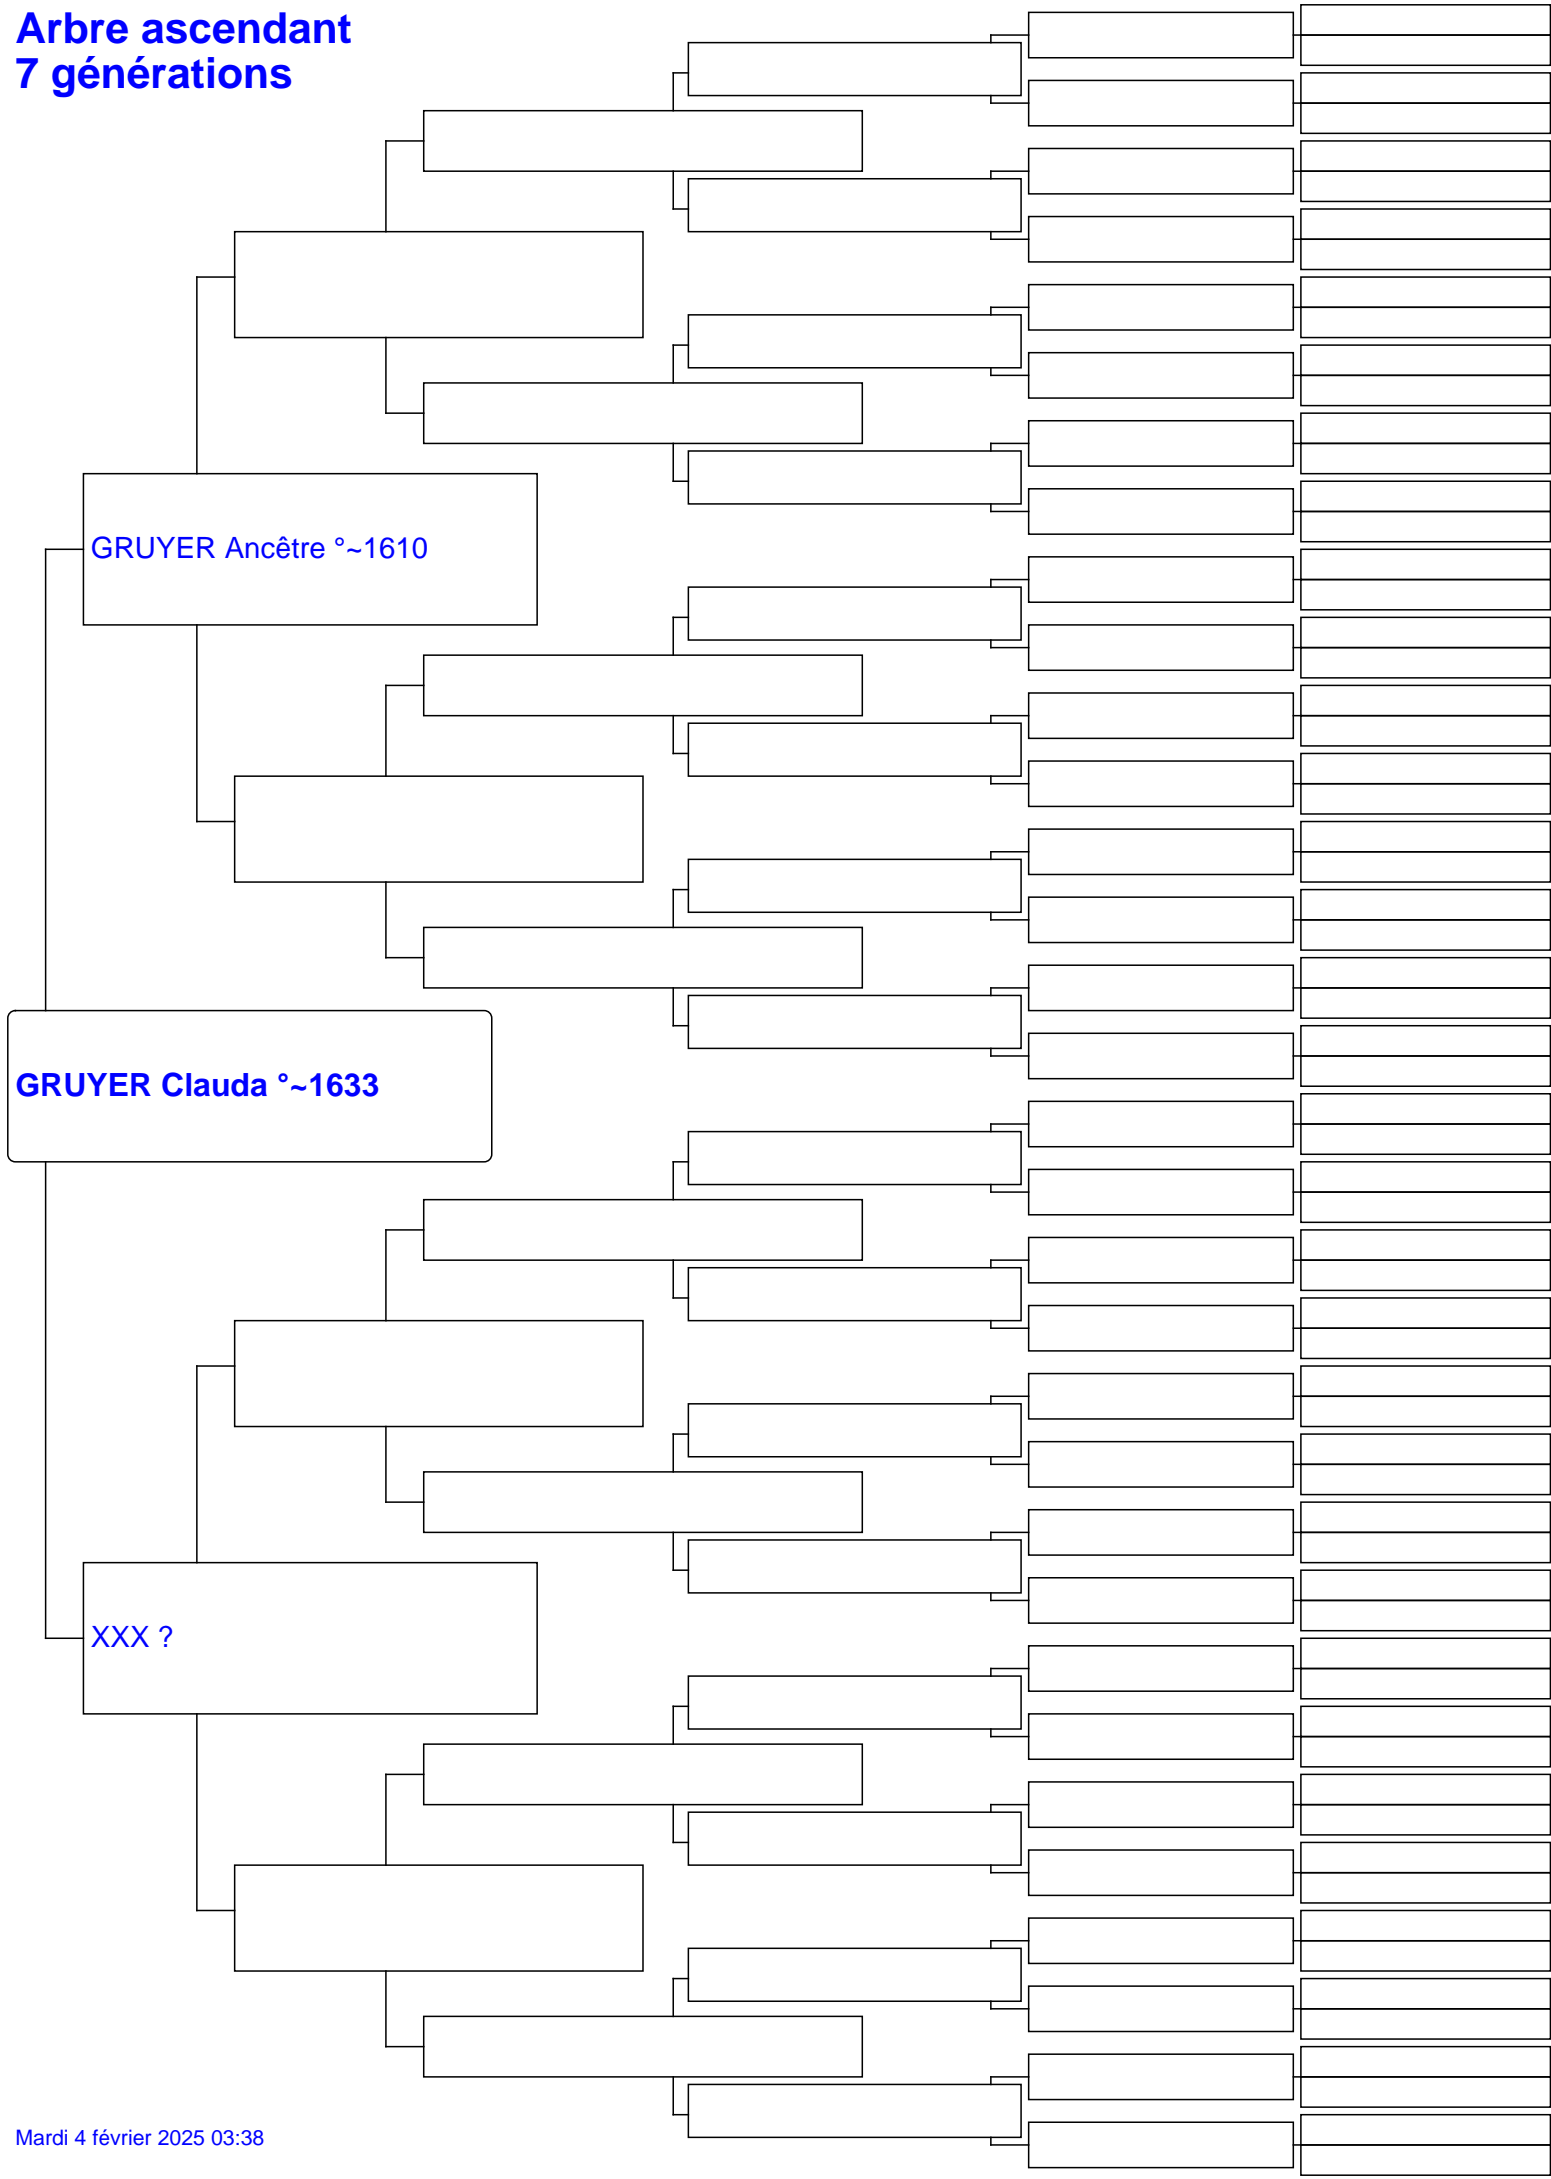 Arbre ascendant
7 générations
GRUYER Ancêtre °~1610
GRUYER Clauda °~1633
XXX ?
Mardi 4 février 2025 03:38